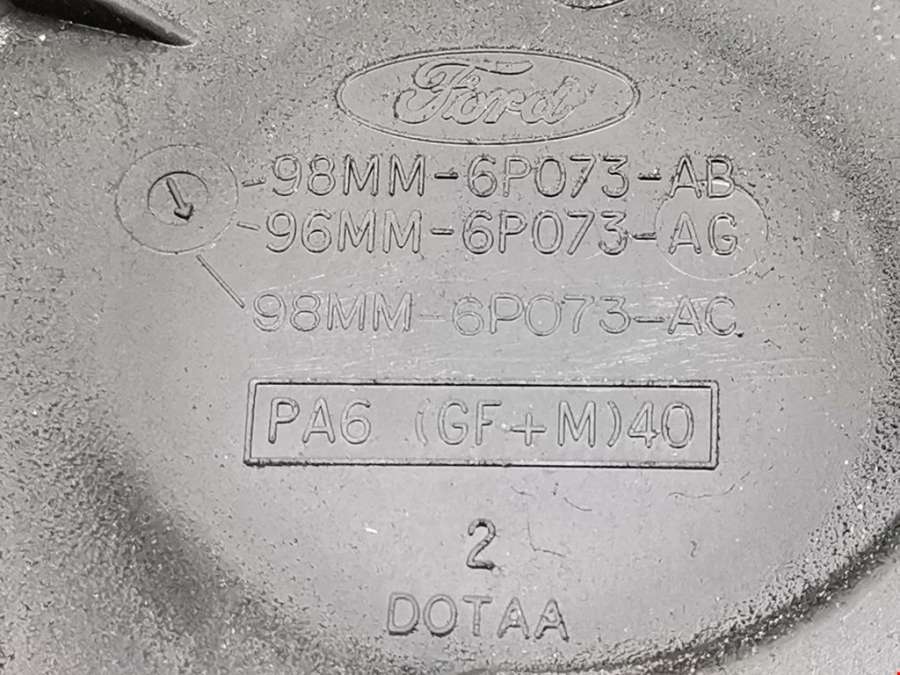 Ford
98MM-6P073-AB
96MM-6P073-AG
98MM-6P073-AC
PA6 (GF+M)40
2
DOTAA